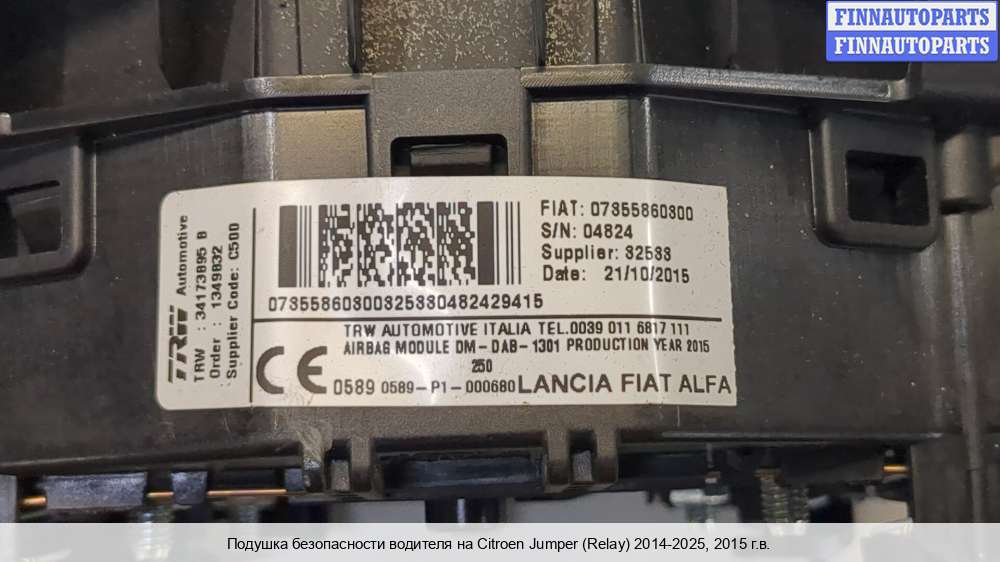 FINNAUTOPARTS
FINNAUTOPARTS
TRW Automotive
TRW : 34173895 B
Order : 1349832
Supplier Code: C500
FIAT: 07355860300
S/N: 04824
Supplier: 32533
Date: 21/10/2015
07355860300325330482429415
TRW AUTOMOTIVE ITALIA TEL.0039 011 6817 111
AIRBAG MODULE DM-DAB-1301 PRODUCTION YEAR 2015
250
CE 0589 0589-P1-000680 LANCIA FIAT ALFA
Подушка безопасности водителя на Citroen Jumper (Relay) 2014-2025, 2015 г.в.